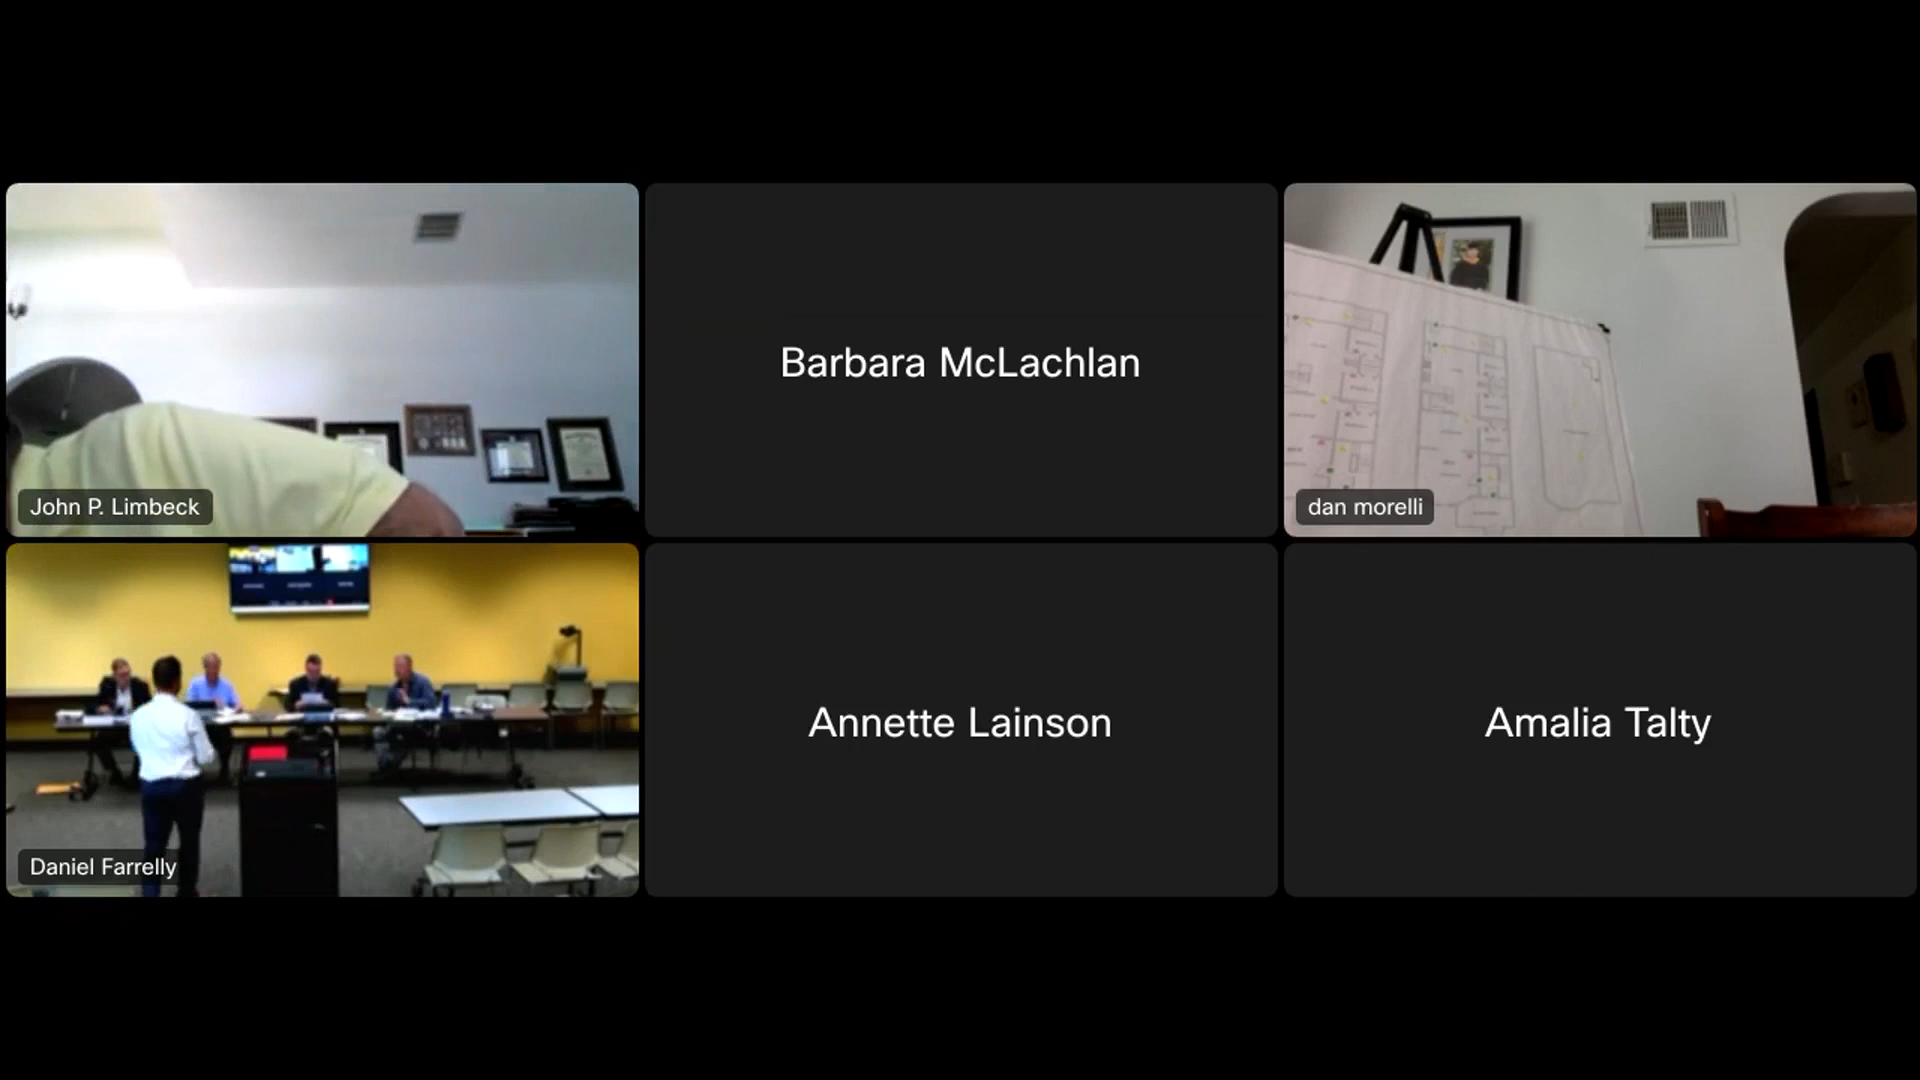 John P. Limbeck
Barbara McLachlan
dan morelli
Daniel Farrelly
Annette Lainson
Amalia Talty